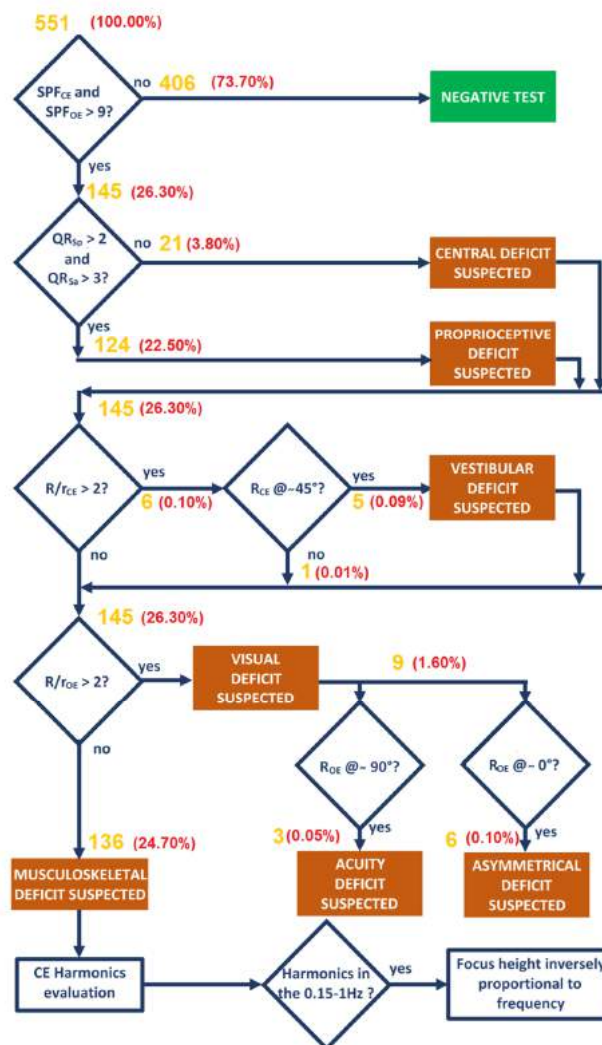 551 (100.00%)
SPFCE and
SPFOE > 9?
no 406 (73.70%)
NEGATIVE TEST
yes
145 (26.30%)
QRSo > 2
and
QRSa > 3?
no 21 (3.80%)
CENTRAL DEFICIT
SUSPECTED
yes
124 (22.50%)
PROPRIOCEPTIVE
DEFICIT
SUSPECTED
145 (26.30%)
R/rCE > 2?
yes
6 (0.10%)
RCE @~45°?
yes
5 (0.09%)
VESTIBULAR
DEFICIT
SUSPECTED
no
no
1 (0.01%)
145 (26.30%)
R/rOE > 2?
yes
VISUAL
DEFICIT
SUSPECTED
9 (1.60%)
no
ROE @~ 90°?
ROE @~ 0°?
136 (24.70%)
3 (0.05%)
yes
6 (0.10%)
yes
MUSCULOSKELETAL
DEFICIT SUSPECTED
ACUITY
DEFICIT
SUSPECTED
ASYMMETRICAL
DEFICIT
SUSPECTED
CE Harmonics
evaluation
Harmonics in
the 0.15-1Hz ?
yes
Focus height inversely
proportional to
frequency